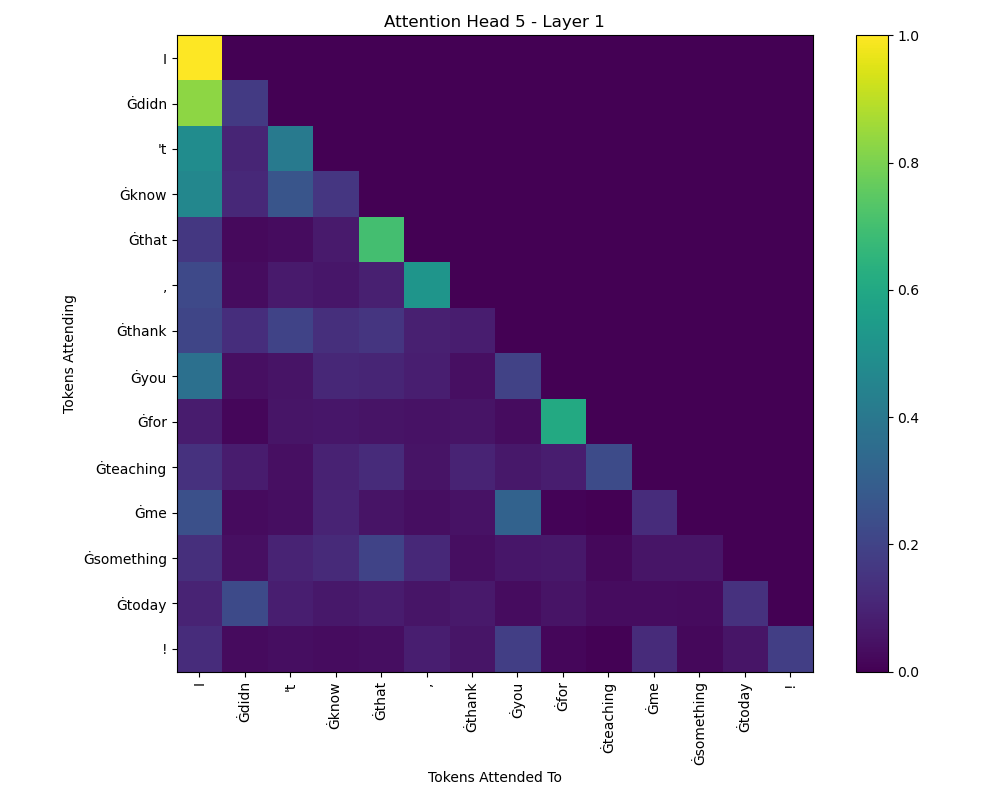 Attention Head 5 - Layer 1
Tokens Attending
I
Ġdidn
't
Ġknow
Ġthat
,
Ġthank
Ġyou
Ġfor
Ġteaching
Ġme
Ġsomething
Ġtoday
!
I
Ġdidn
't
Ġknow
Ġthat
,
Ġthank
Ġyou
Ġfor
Ġteaching
Ġme
Ġsomething
Ġtoday
!
Tokens Attended To
1.0
0.8
0.6
0.4
0.2
0.0